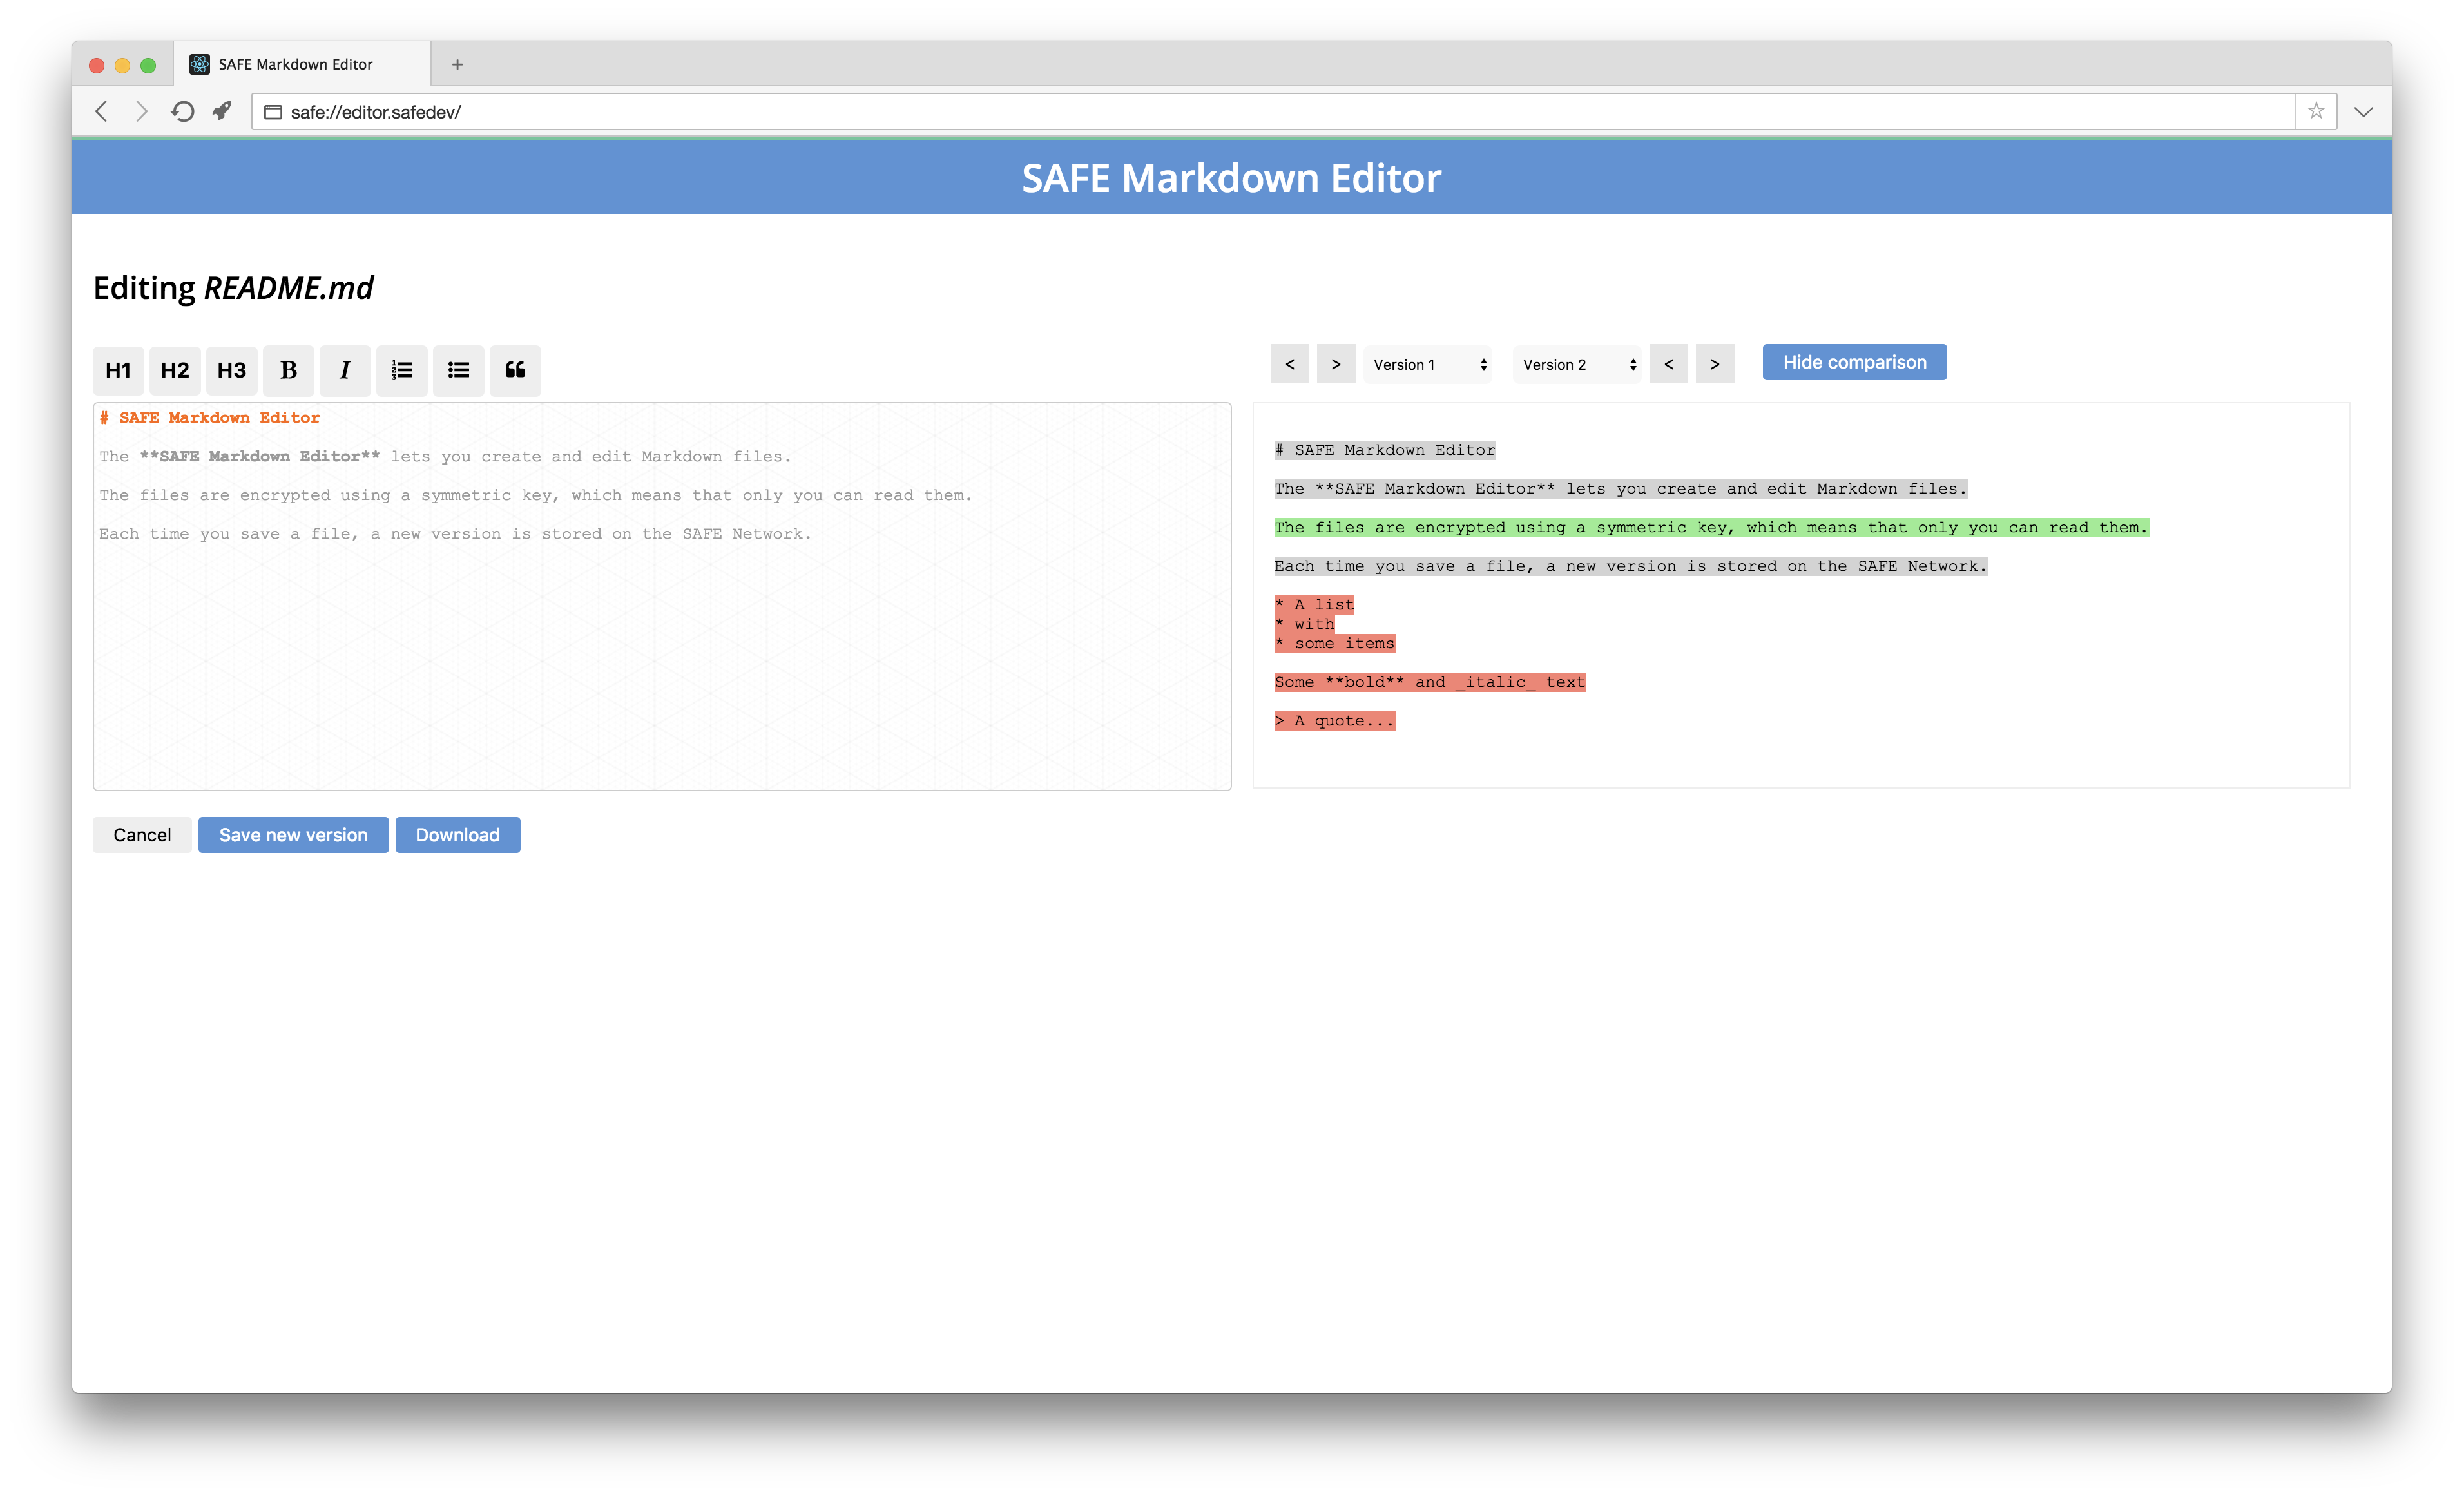 SAFE Markdown Editor
+
safe://editor.safedev/
SAFE Markdown Editor
Editing README.md
H1 H2 H3 B I
< > Version 1 Version 2 < > Hide comparison
# SAFE Markdown Editor
The **SAFE Markdown Editor** lets you create and edit Markdown files.
The files are encrypted using a symmetric key, which means that only you can read them.
Each time you save a file, a new version is stored on the SAFE Network.
# SAFE Markdown Editor
The **SAFE Markdown Editor** lets you create and edit Markdown files.
The files are encrypted using a symmetric key, which means that only you can read them.
Each time you save a file, a new version is stored on the SAFE Network.
* A list
* with
* some items
Some **bold** and _italic_ text
> A quote...
Cancel Save new version Download